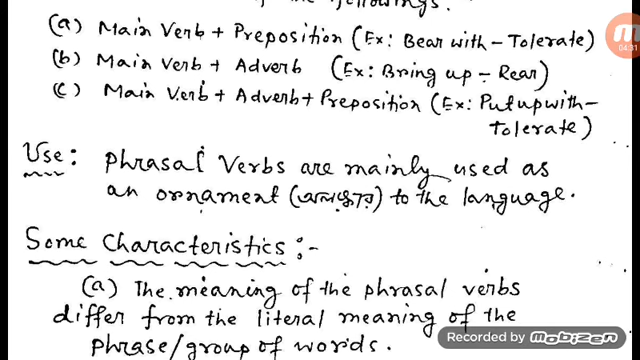 of the followings.
(a) Main Verb + Preposition (Ex: Bear with – Tolerate)
(b) Main Verb + Adverb (Ex: Bring up – Rear)
(c) Main Verb + Adverb + Preposition (Ex: Put up with –
Tolerate)
Use: Phrasal Verbs are mainly used as
an ornament (অলংকার) to the language.
Some Characteristics :-
(a) The meaning of the phrasal verbs
differ from the literal meaning of the
phrase/group of words.
04:31
Recorded by mobizen